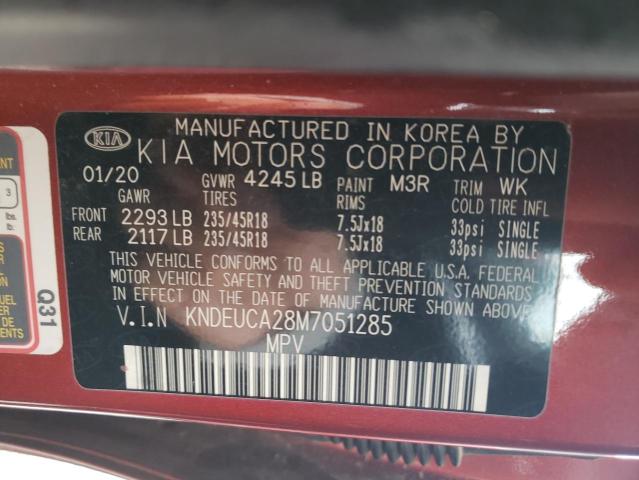 KIA
MANUFACTURED IN KOREA BY
KIA MOTORS CORPORATION
01/20 GVWR 4245 LB PAINT M3R TRIM WK
GAWR TIRES RIMS COLD TIRE INFL
FRONT 2293 LB 235/45R18 7.5Jx18 33psi SINGLE
REAR 2117 LB 235/45R18 7.5Jx18 33psi SINGLE
THIS VEHICLE CONFORMS TO ALL APPLICABLE U.S.A. FEDERAL
MOTOR VEHICLE SAFETY AND THEFT PREVENTION STANDARDS
IN EFFECT ON THE DATE OF MANUFACTURE SHOWN ABOVE.
V.I.N KNDEUCA28M7051285
MPV
Q31
3
lbs.